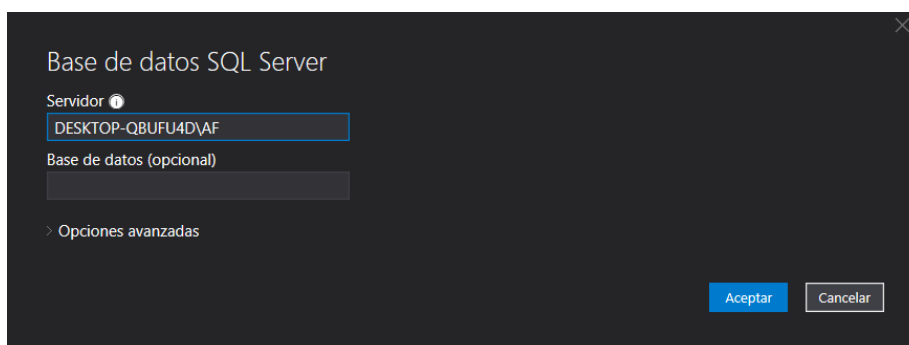 Base de datos SQL Server
Servidor
DESKTOP-QBUFU4D\AF
Base de datos (opcional)
Opciones avanzadas
Aceptar Cancelar